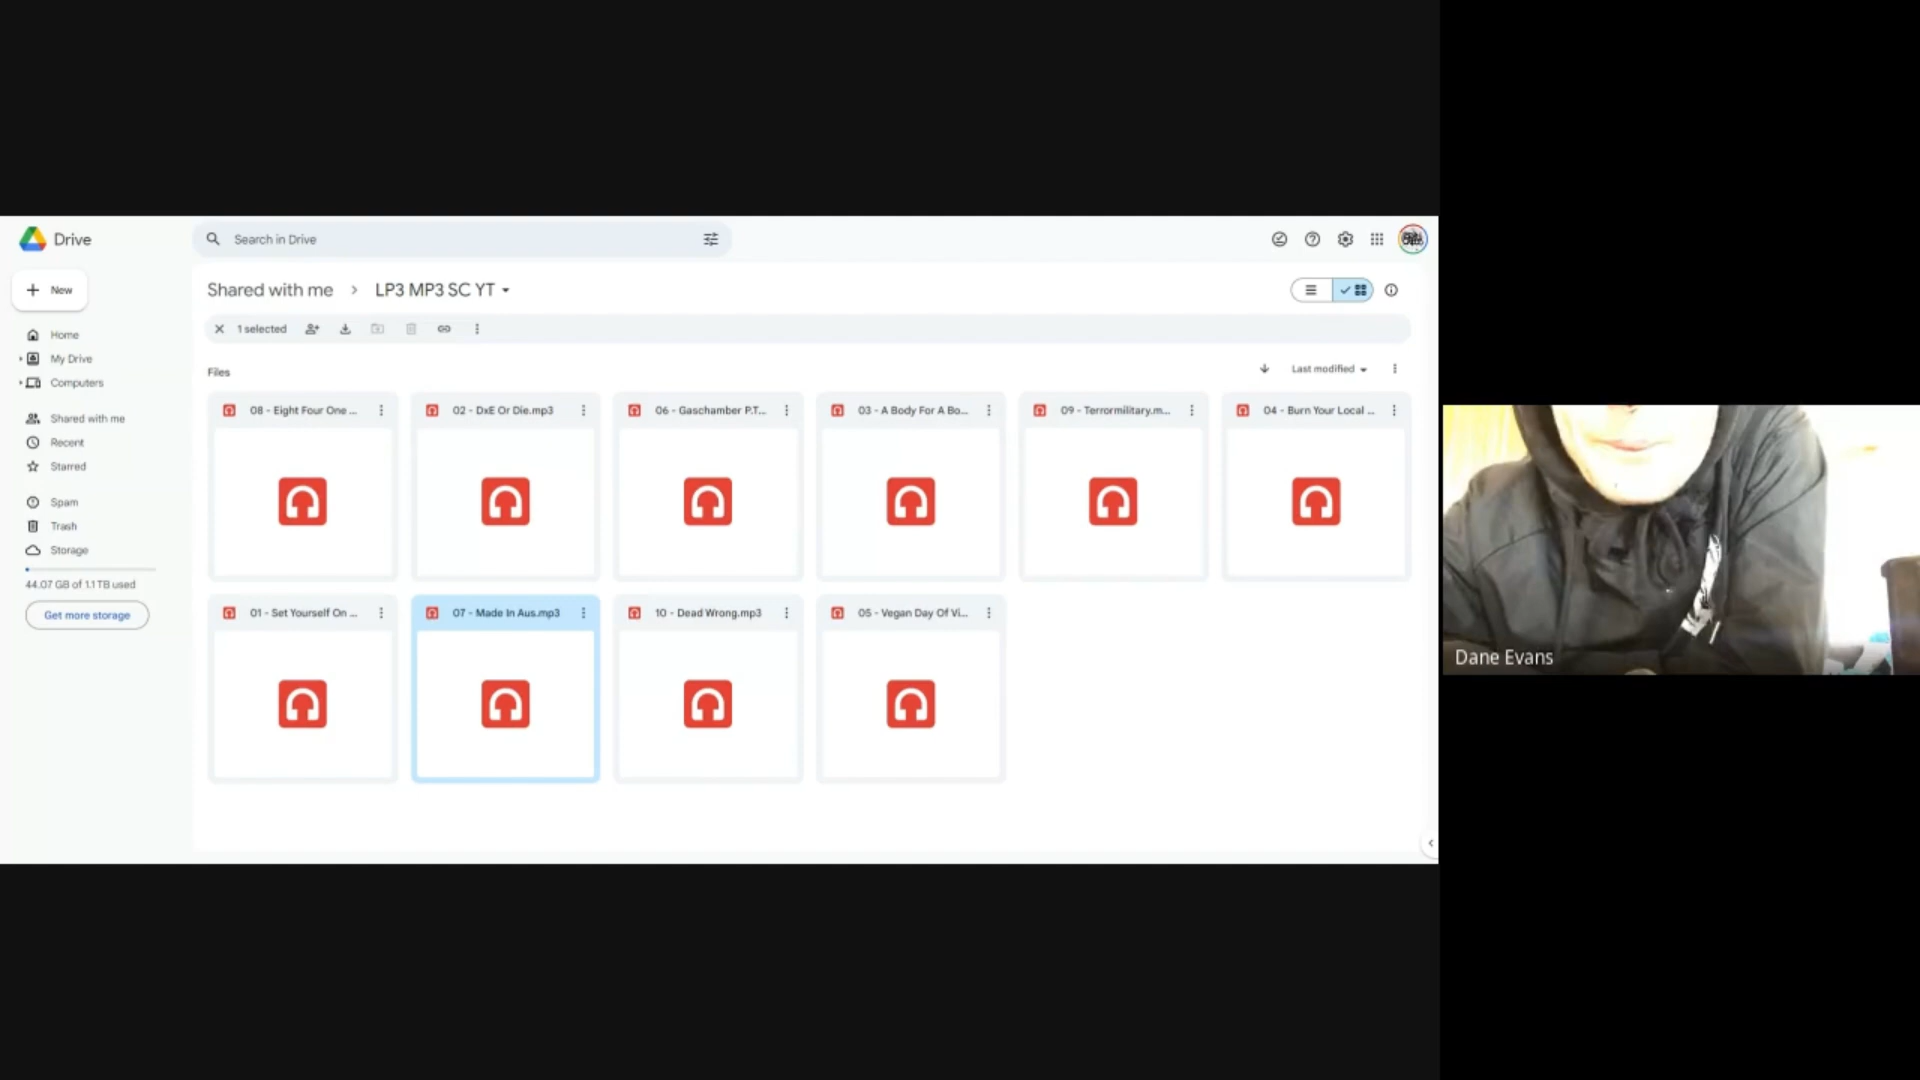 Drive
Search in Drive
New
Shared with me > LP3 MP3 SC YT
1 selected
Home
My Drive
Computers
Shared with me
Recent
Starred
Spam
Trash
Storage
44.07 GB of 1.1 TB used
Get more storage
Files
Last modified
08 - Eight Four One ...
02 - DxE Or Die.mp3
06 - Gaschamber P.T...
03 - A Body For A Bo...
09 - Terrormilitary.m...
04 - Burn Your Local ...
01 - Set Yourself On ...
07 - Made In Aus.mp3
10 - Dead Wrong.mp3
05 - Vegan Day Of Vi...
Dane Evans